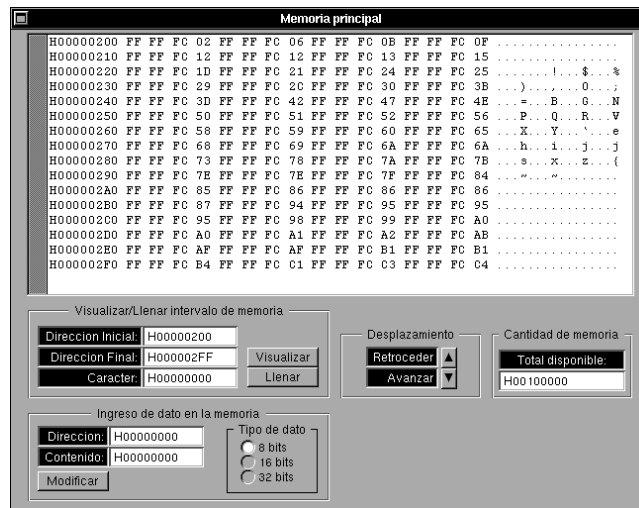 Memoria principal
H00000200 FF FF FC 02 FF FF FC 06 FF FF FC 0B FF FF FC 0F ................
H00000210 FF FF FC 12 FF FF FC 12 FF FF FC 13 FF FF FC 15 ................
H00000220 FF FF FC 1D FF FF FC 21 FF FF FC 24 FF FF FC 25 .......!...$...%
H00000230 FF FF FC 29 FF FF FC 2C FF FF FC 30 FF FF FC 3B ...)...,...0...;
H00000240 FF FF FC 3D FF FF FC 42 FF FF FC 47 FF FF FC 4E ...=...B...G...N
H00000250 FF FF FC 50 FF FF FC 51 FF FF FC 52 FF FF FC 56 ...P...Q...R...V
H00000260 FF FF FC 58 FF FF FC 59 FF FF FC 60 FF FF FC 65 ...X...Y...`...e
H00000270 FF FF FC 68 FF FF FC 69 FF FF FC 6A FF FF FC 6A ...h...i...j...j
H00000280 FF FF FC 73 FF FF FC 78 FF FF FC 7A FF FF FC 7B ...s...x...z...{
H00000290 FF FF FC 7E FF FF FC 7E FF FF FC 7F FF FF FC 84 ...~...~........
H000002A0 FF FF FC 85 FF FF FC 86 FF FF FC 86 FF FF FC 86 ................
H000002B0 FF FF FC 87 FF FF FC 94 FF FF FC 95 FF FF FC 95 ................
H000002C0 FF FF FC 95 FF FF FC 98 FF FF FC 99 FF FF FC A0 ................
H000002D0 FF FF FC A0 FF FF FC A1 FF FF FC A2 FF FF FC AB ................
H000002E0 FF FF FC AF FF FF FC AF FF FF FC B1 FF FF FC B1 ................
H000002F0 FF FF FC B4 FF FF FC C1 FF FF FC C3 FF FF FC C4 ................
Visualizar/Llenar intervalo de memoria
Direccion Inicial: H00000200
Direccion Final: H000002FF Visualizar
Caracter: H00000000 Llenar
Desplazamiento
Retroceder
Avanzar
Cantidad de memoria
Total disponible:
H00100000
Ingreso de dato en la memoria
Direccion: H00000000
Contenido: H00000000
Modificar
Tipo de dato
8 bits
16 bits
32 bits